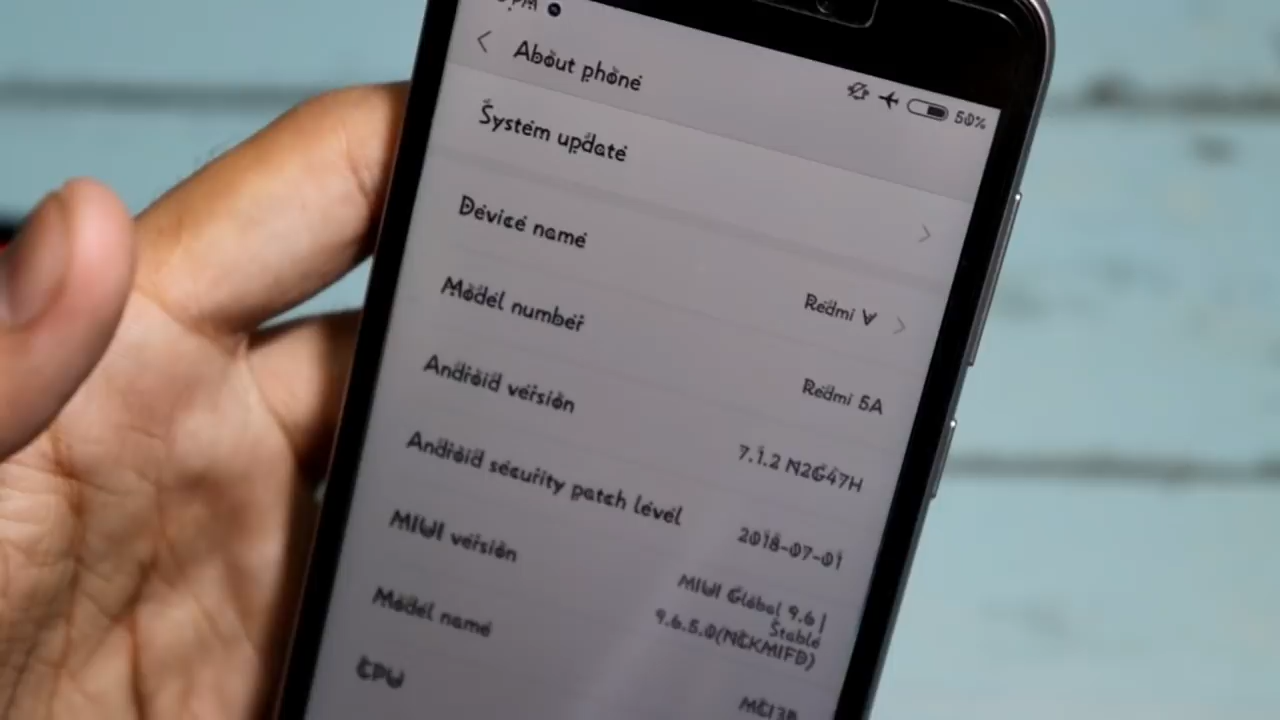 About phone
50%
System update
Device name
Redmi V
Model number
Redmi 5A
Android version
7.1.2 N2G47H
Android security patch level
2018-07-01
MIUI version
MIUI Global 9.6 |
Stable
9.6.5.0(NCKMIFD)
Model name
MCI3B
CPU